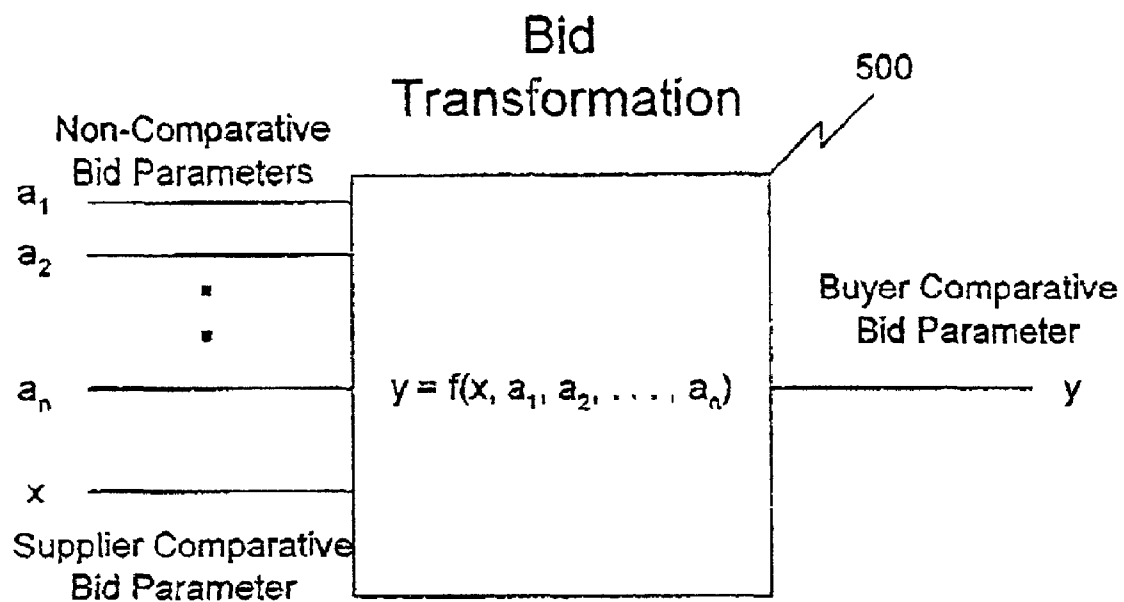 Bid
Transformation
500
Non-Comparative
Bid Parameters
a₁
a₂
aₙ
x
Supplier Comparative
Bid Parameter
y = f(x, a₁, a₂, . . . , aₙ)
Buyer Comparative
Bid Parameter
y